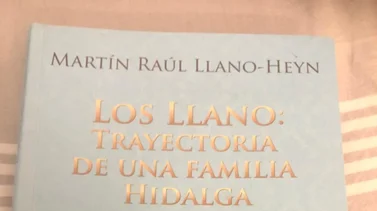 MARTÍN RAÚL LLANO-HEYN
LOS LLANO:
TRAYECTORIA
DE UNA FAMILIA
HIDALGA